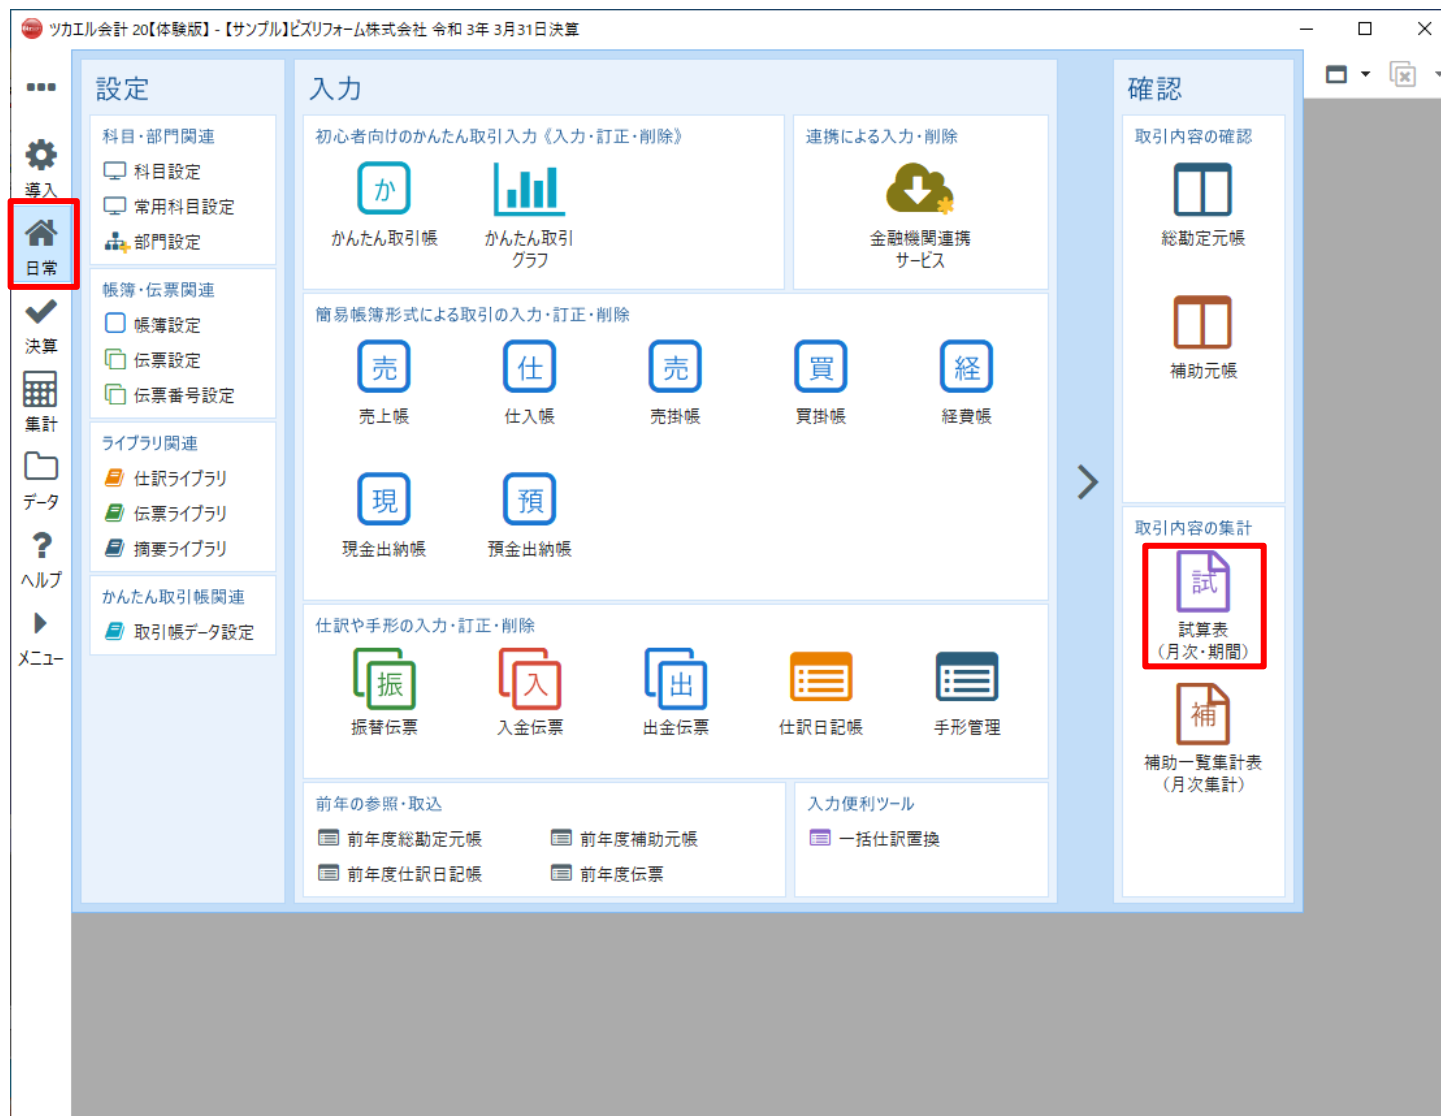 ツカエル会計 20【体験版】 - 【サンプル】ビズリフォーム株式会社 令和 3年 3月31日決算
導入
日常
決算
集計
データ
ヘルプ
メニュー
設定
科目・部門関連
科目設定
常用科目設定
部門設定
帳簿・伝票関連
帳簿設定
伝票設定
伝票番号設定
ライブラリ関連
仕訳ライブラリ
伝票ライブラリ
摘要ライブラリ
かんたん取引帳関連
取引帳データ設定
入力
初心者向けのかんたん取引入力《入力・訂正・削除》
か
かんたん取引帳
かんたん取引
グラフ
連携による入力・削除
金融機関連携
サービス
簡易帳簿形式による取引の入力・訂正・削除
売 仕 売 買 経
売上帳 仕入帳 売掛帳 買掛帳 経費帳
現 預
現金出納帳 預金出納帳
仕訳や手形の入力・訂正・削除
振 入 出
振替伝票 入金伝票 出金伝票 仕訳日記帳 手形管理
前年の参照・取込
前年度総勘定元帳 前年度補助元帳
前年度仕訳日記帳 前年度伝票
入力便利ツール
一括仕訳置換
確認
取引内容の確認
総勘定元帳
補助元帳
取引内容の集計
試
試算表
（月次・期間）
補
補助一覧集計表
（月次集計）